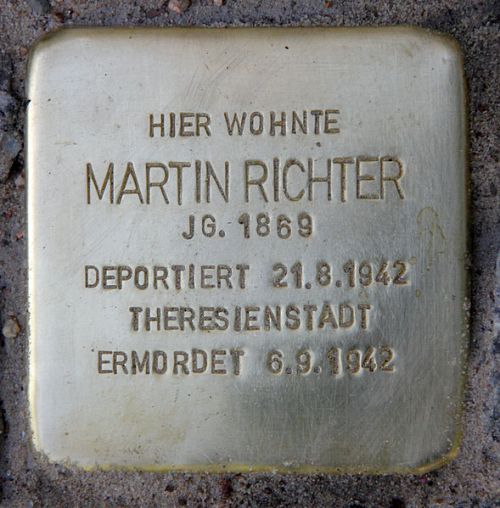 HIER WOHNTE
MARTIN RICHTER
JG. 1869
DEPORTIERT 21.8.1942
THERESIENSTADT
ERMORDET 6.9.1942